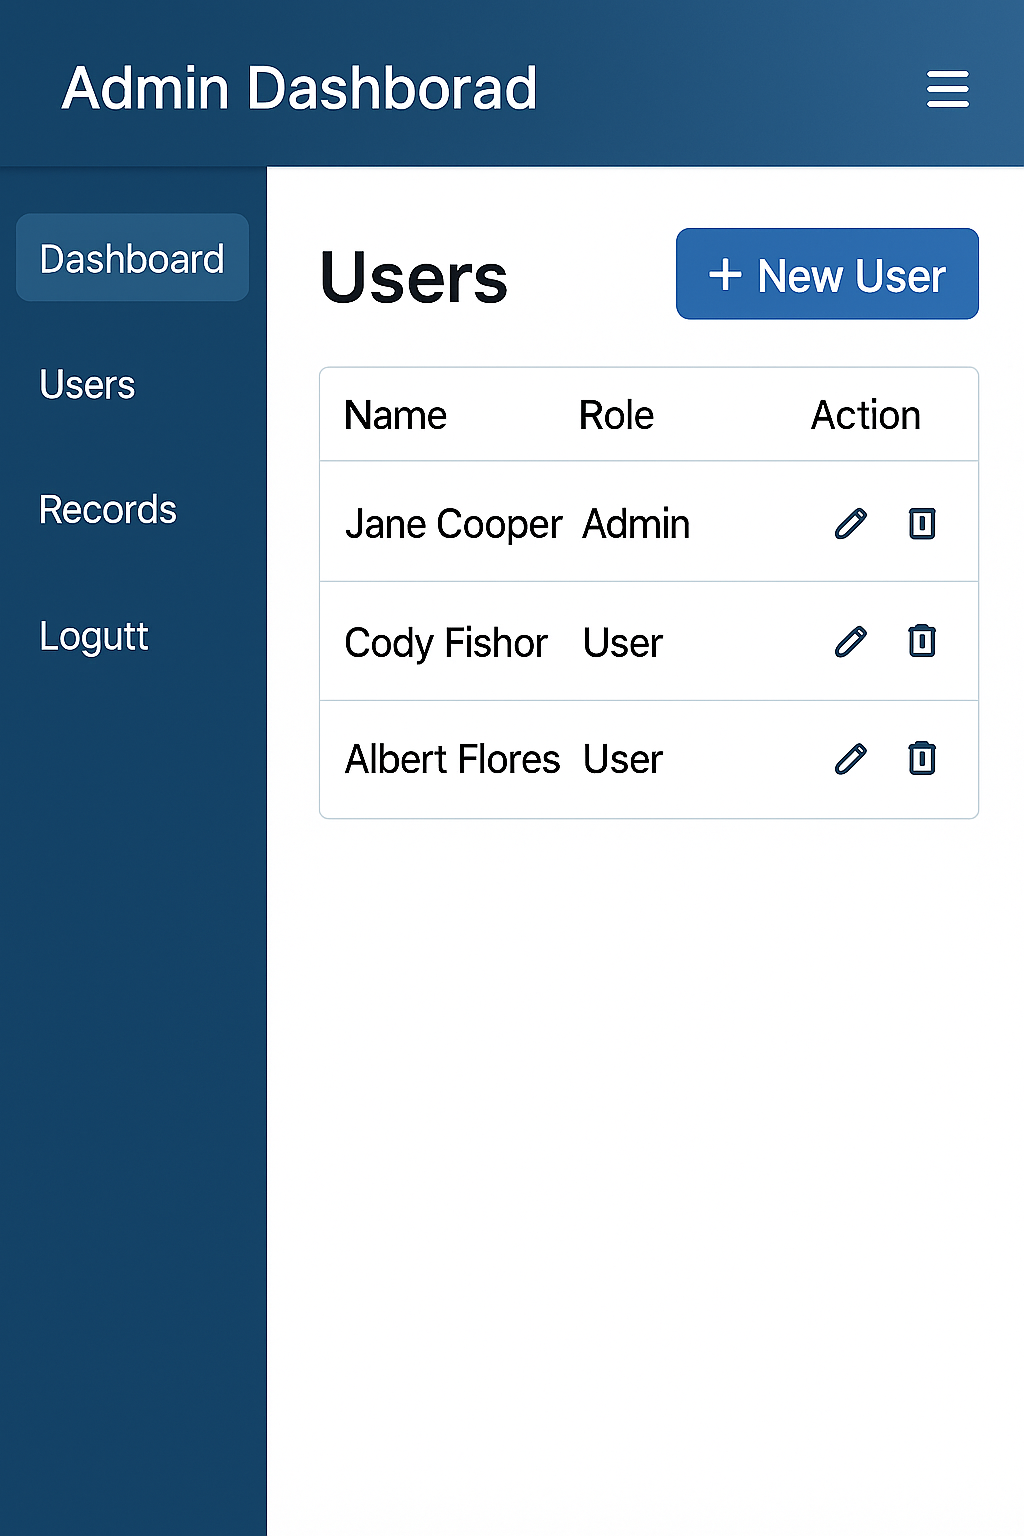 Admin Dashborad
Dashboard
Users
Records
Logutt
Users
+ New User
Name Role Action
Jane Cooper Admin
Cody Fishor User
Albert Flores User